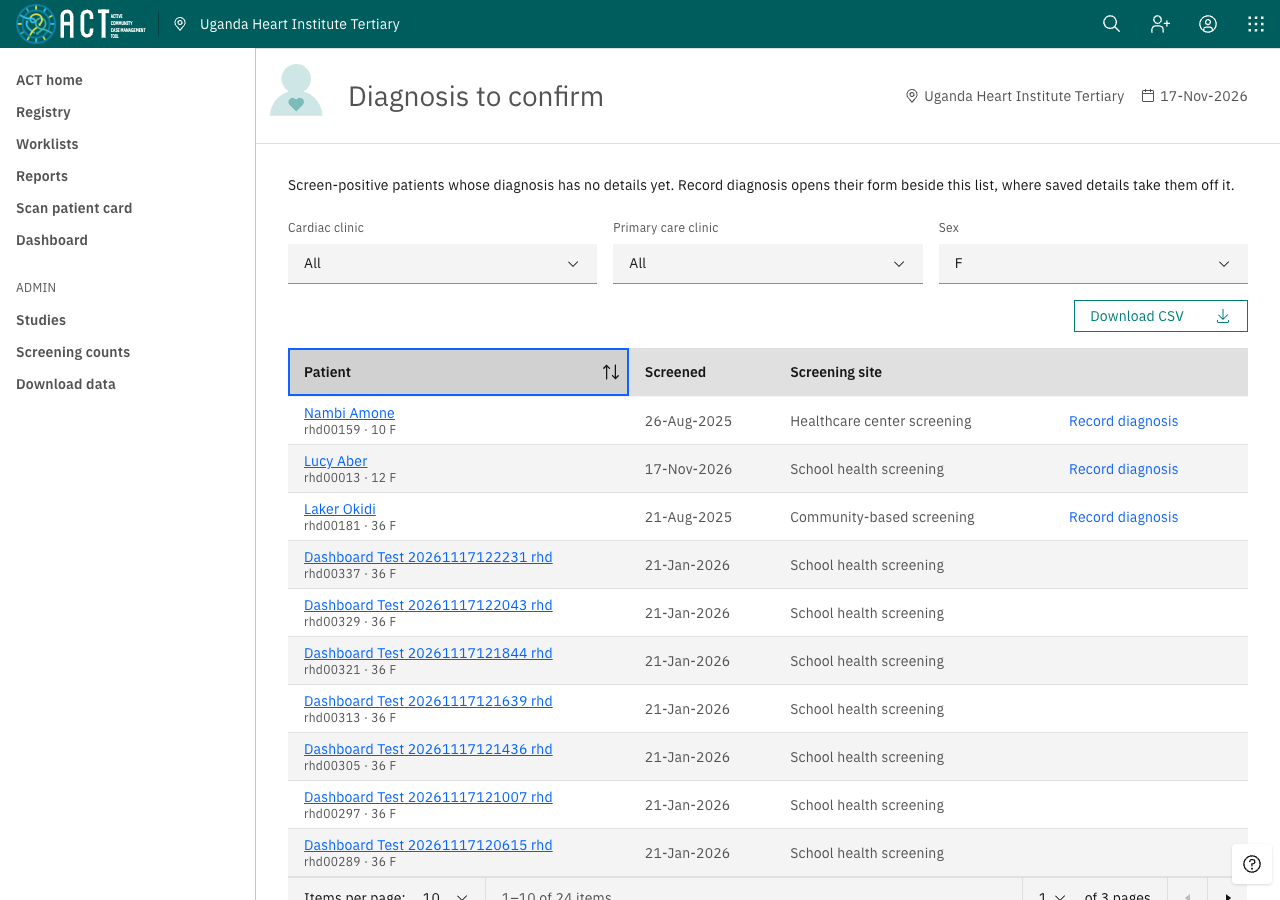 ACT ACTIVE COMMUNITY CASE MANAGEMENT TOOL
Uganda Heart Institute Tertiary
ACT home
Registry
Worklists
Reports
Scan patient card
Dashboard
ADMIN
Studies
Screening counts
Download data
Diagnosis to confirm
Uganda Heart Institute Tertiary 17-Nov-2026
Screen-positive patients whose diagnosis has no details yet. Record diagnosis opens their form beside this list, where saved details take them off it.
Cardiac clinic Primary care clinic Sex
All All F
Download CSV
Patient Screened Screening site
Nambi Amone
rhd00159 · 10 F 26-Aug-2025 Healthcare center screening Record diagnosis
Lucy Aber
rhd00013 · 12 F 17-Nov-2026 School health screening Record diagnosis
Laker Okidi
rhd00181 · 36 F 21-Aug-2025 Community-based screening Record diagnosis
Dashboard Test 20261117122231 rhd
rhd00337 · 36 F 21-Jan-2026 School health screening
Dashboard Test 20261117122043 rhd
rhd00329 · 36 F 21-Jan-2026 School health screening
Dashboard Test 20261117121844 rhd
rhd00321 · 36 F 21-Jan-2026 School health screening
Dashboard Test 20261117121639 rhd
rhd00313 · 36 F 21-Jan-2026 School health screening
Dashboard Test 20261117121436 rhd
rhd00305 · 36 F 21-Jan-2026 School health screening
Dashboard Test 20261117121007 rhd
rhd00297 · 36 F 21-Jan-2026 School health screening
Dashboard Test 20261117120615 rhd
rhd00289 · 36 F 21-Jan-2026 School health screening
Items per page: 10 1–10 of 24 items 1 of 3 pages